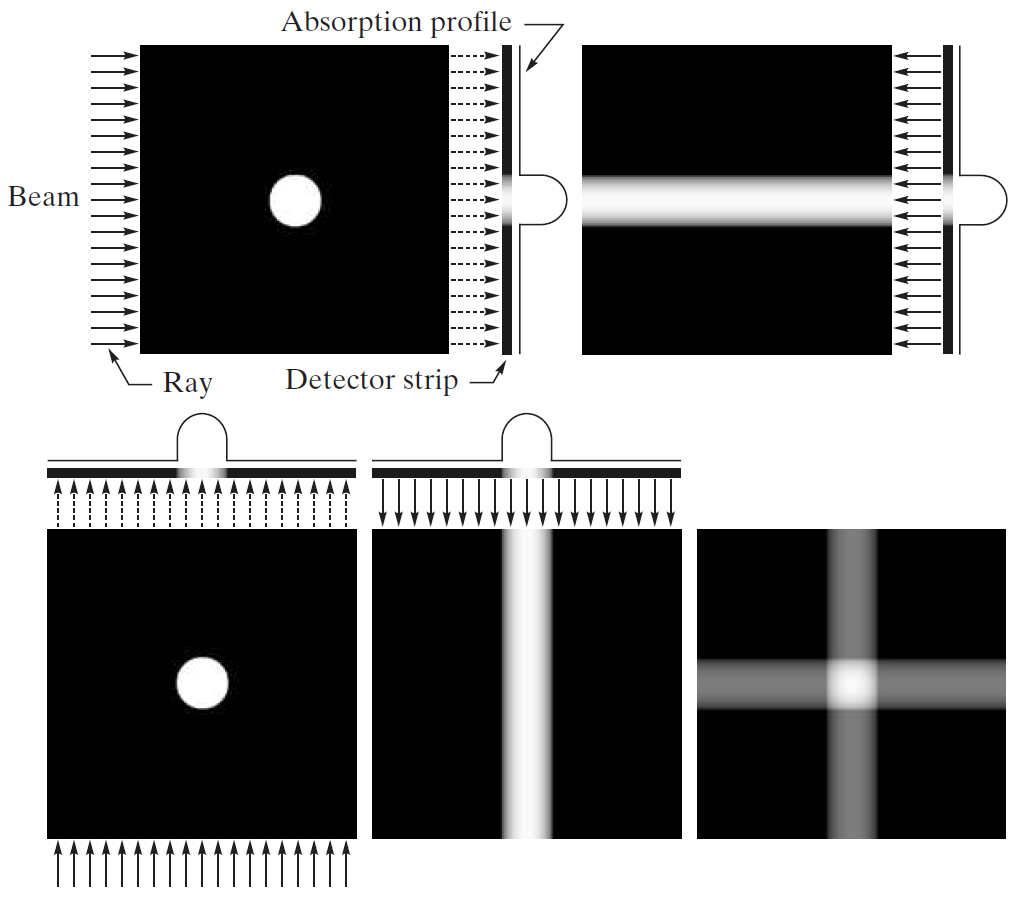 Absorption profile
Beam
Ray
Detector strip